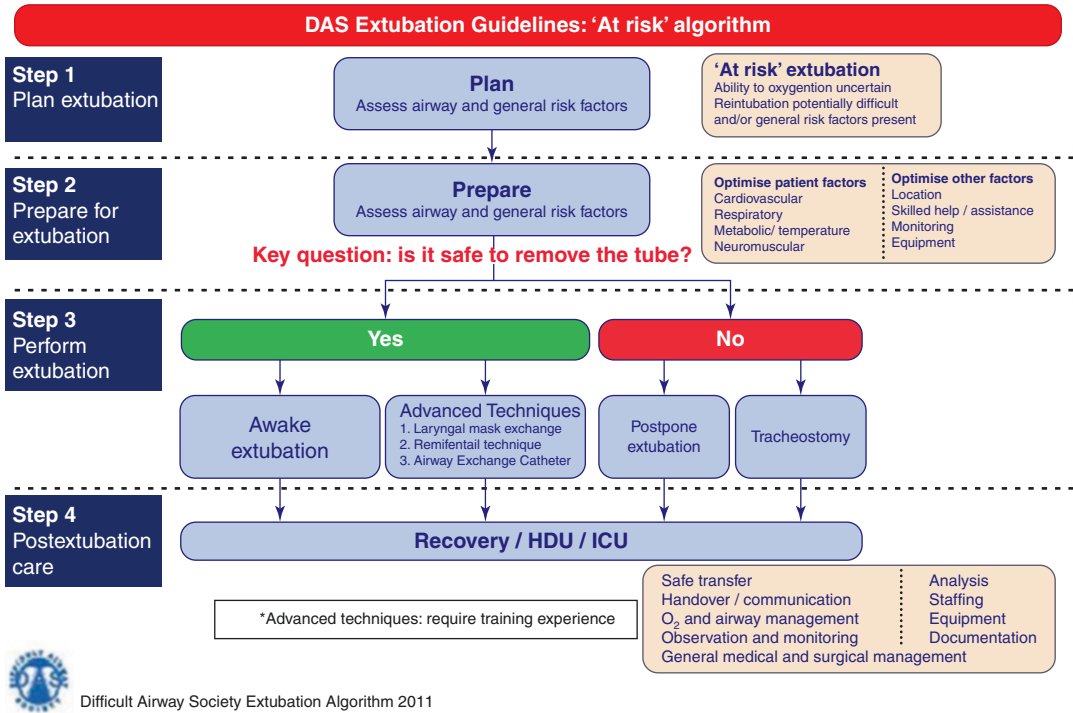 DAS Extubation Guidelines: ‘At risk’ algorithm
Step 1
Plan extubation
Plan
Assess airway and general risk factors
‘At risk’ extubation
Ability to oxygention uncertain
Reintubation potentially difficult
and/or general risk factors present
Step 2
Prepare for
extubation
Prepare
Assess airway and general risk factors
Key question: is it safe to remove the tube?
Optimise patient factors
Cardiovascular
Respiratory
Metabolic/ temperature
Neuromuscular
Optimise other factors
Location
Skilled help / assistance
Monitoring
Equipment
Step 3
Perform
extubation
Yes
No
Awake
extubation
Advanced Techniques
1. Laryngal mask exchange
2. Remifentail technique
3. Airway Exchange Catheter
Postpone
extubation
Tracheostomy
Step 4
Postextubation
care
Recovery / HDU / ICU
Safe transfer
Handover / communication
O₂ and airway management
Observation and monitoring
General medical and surgical management
Analysis
Staffing
Equipment
Documentation
*Advanced techniques: require training experience
DIFFICULT AIRWAY
DAS
SOCIETY
Difficult Airway Society Extubation Algorithm 2011